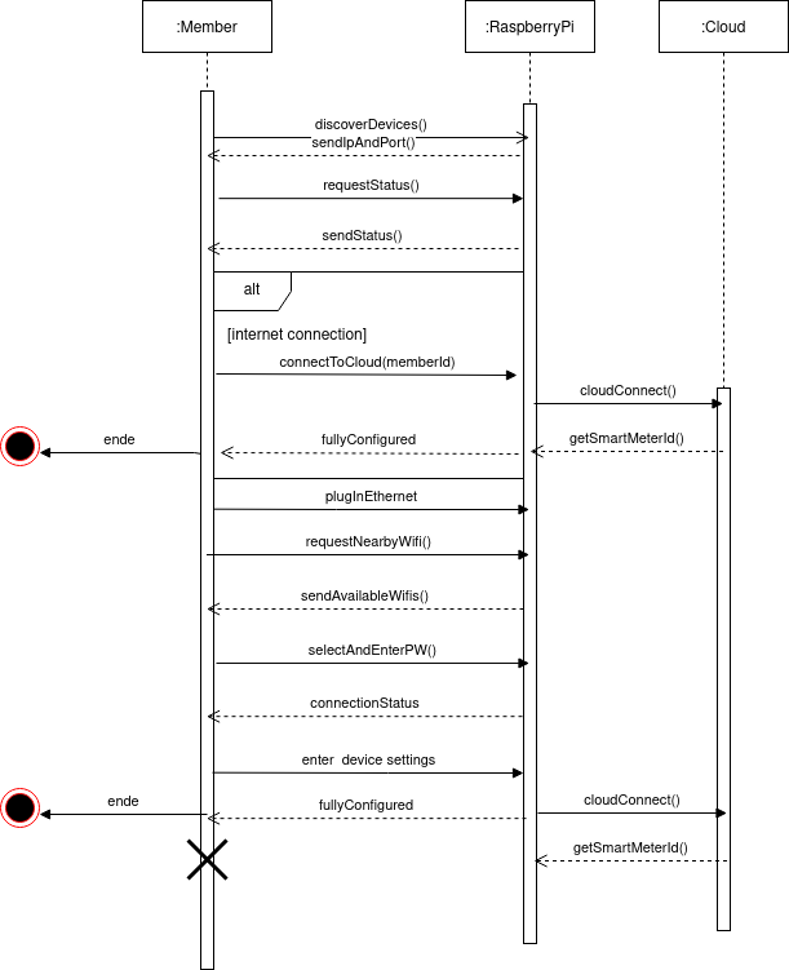 :Member
:RaspberryPi
:Cloud
discoverDevices()
sendIpAndPort()
requestStatus()
sendStatus()
alt
[internet connection]
connectToCloud(memberId)
cloudConnect()
ende
fullyConfigured
getSmartMeterId()
plugInEthernet
requestNearbyWifi()
sendAvailableWifis()
selectAndEnterPW()
connectionStatus
enter device settings
ende
fullyConfigured
cloudConnect()
getSmartMeterId()